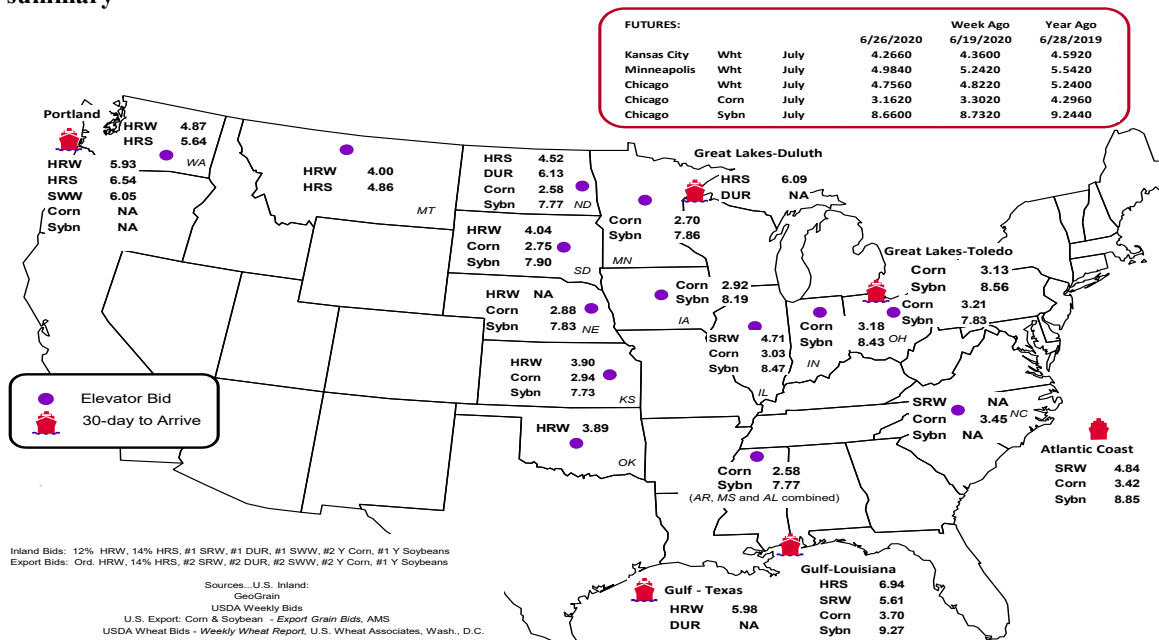 summary
FUTURES: Week Ago Year Ago
6/26/2020 6/19/2020 6/28/2019
Kansas City Wht July 4.2660 4.3600 4.5920
Minneapolis Wht July 4.9840 5.2420 5.5420
Chicago Wht July 4.7560 4.8220 5.2400
Chicago Corn July 3.1620 3.3020 4.2960
Chicago Sybn July 8.6600 8.7320 9.2440
Portland
HRW 4.87
HRS 5.64
WA
HRW 5.93
HRS 6.54
SWW 6.05
Corn NA
Sybn NA
HRW 4.00
HRS 4.86
MT
HRS 4.52
DUR 6.13
Corn 2.58
Sybn 7.77
ND
HRW 4.04
Corn 2.75
Sybn 7.90
SD
HRW NA
Corn 2.88
Sybn 7.83
NE
HRW 3.90
Corn 2.94
Sybn 7.73
KS
HRW 3.89
OK
Great Lakes-Duluth
HRS 6.09
DUR NA
Corn 2.70
Sybn 7.86
MN
Corn 2.92
Sybn 8.19
IA
SRW 4.71
Corn 3.03
Sybn 8.47
IL
Great Lakes-Toledo
Corn 3.13
Sybn 8.56
Corn 3.21
Sybn 7.83
OH
Corn 3.18
Sybn 8.43
IN
SRW NA
Corn 3.45
Sybn NA
NC
Atlantic Coast
SRW 4.84
Corn 3.42
Sybn 8.85
Corn 2.58
Sybn 7.77
(AR, MS and AL combined)
Gulf-Louisiana
HRS 6.94
SRW 5.61
Corn 3.70
Sybn 9.27
Gulf - Texas
HRW 5.98
DUR NA
Elevator Bid
30-day to Arrive
Inland Bids: 12% HRW, 14% HRS, #1 SRW, #1 DUR, #1 SWW, #2 Y Corn, #1 Y Soybeans
Export Bids: Ord. HRW, 14% HRS, #2 SRW, #2 DUR, #2 SWW, #2 Y Corn, #1 Y Soybeans
Sources...U.S. Inland:
GeoGrain
USDA Weekly Bids
U.S. Export: Corn & Soybean - Export Grain Bids, AMS
USDA Wheat Bids - Weekly Wheat Report, U.S. Wheat Associates, Wash., D.C.